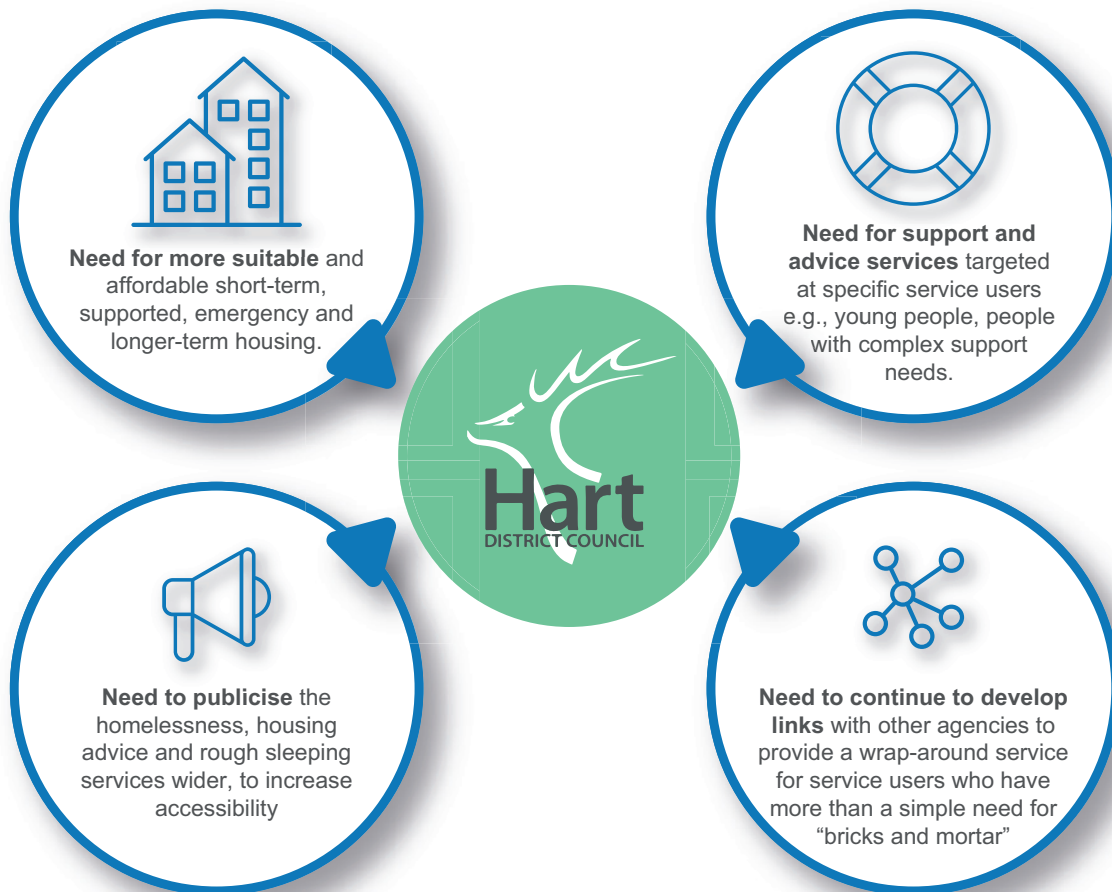 Need for more suitable and
affordable short-term,
supported, emergency and
longer-term housing.
Need for support and
advice services targeted
at specific service users
e.g., young people, people
with complex support
needs.
Hart
DISTRICT COUNCIL
Need to publicise the
homelessness, housing
advice and rough sleeping
services wider, to increase
accessibility
Need to continue to develop
links with other agencies to
provide a wrap-around service
for service users who have
more than a simple need for
“bricks and mortar”